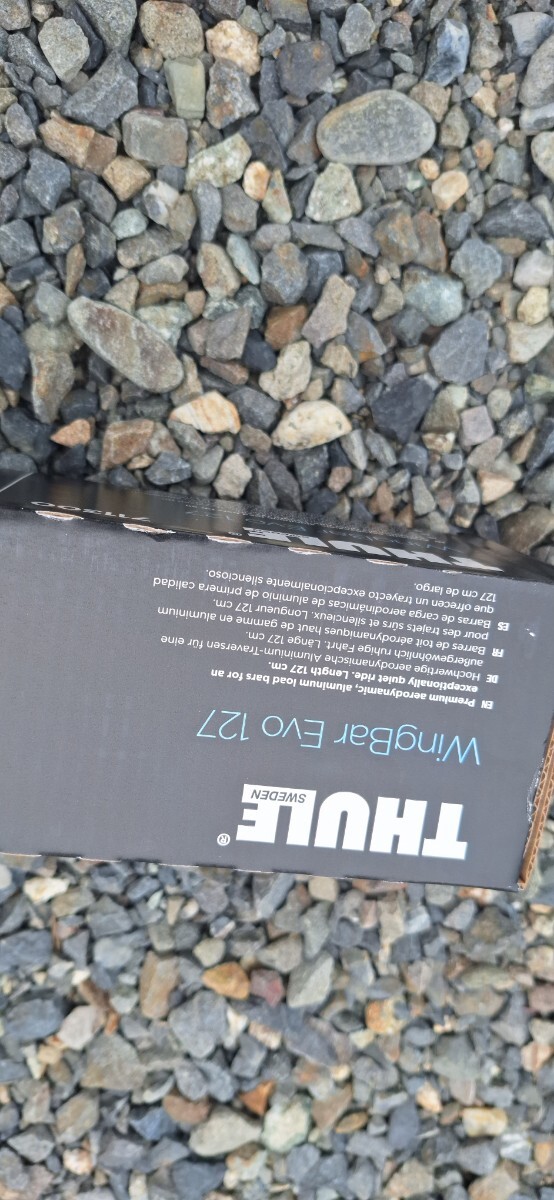 THULE®
SWEDEN
WingBar Evo 127
EN Premium aerodynamic, aluminum load bars for an
exceptionally quiet ride. Length 127 cm.
DE Hochwertige aerodynamische Aluminium-Traversen für eine
außergewöhnlich ruhige Fahrt. Länge 127 cm.
FR Barres de toit aérodynamiques haut de gamme en aluminium
pour des trajets sûrs et silencieux. Longueur 127 cm.
ES Barras de carga aerodinámicas de aluminio de primera calidad
que ofrecen un trayecto excepcionalmente silencioso.
127 cm de largo.
THULE